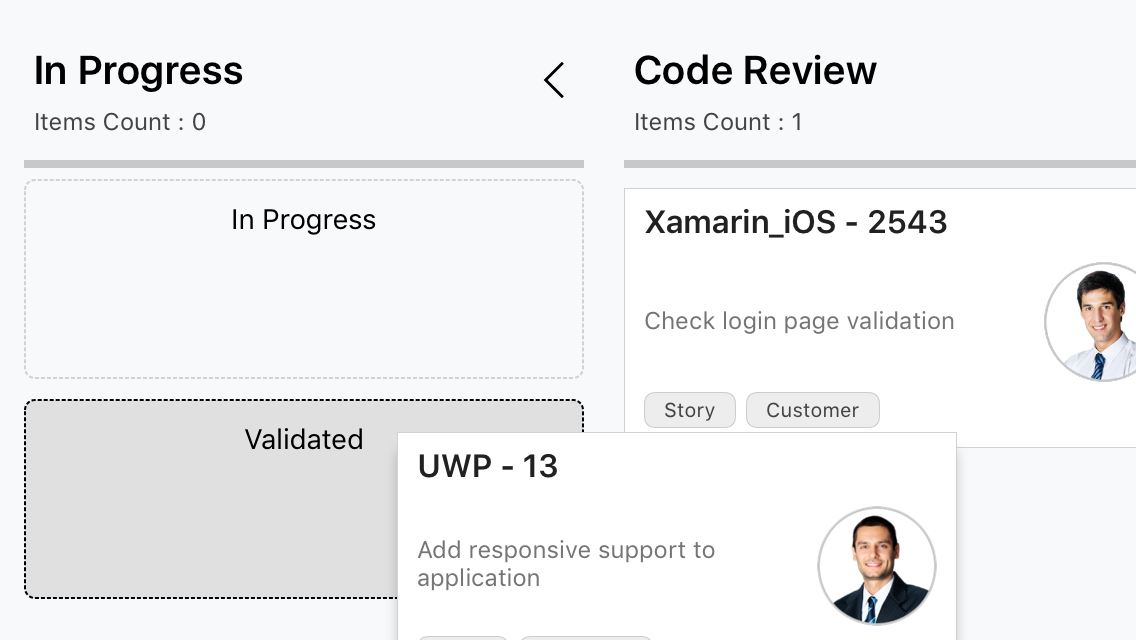 In Progress
Items Count : 0
In Progress
Validated
Code Review
Items Count : 1
Xamarin_iOS - 2543
Check login page validation
Story
Customer
UWP - 13
Add responsive support to
application